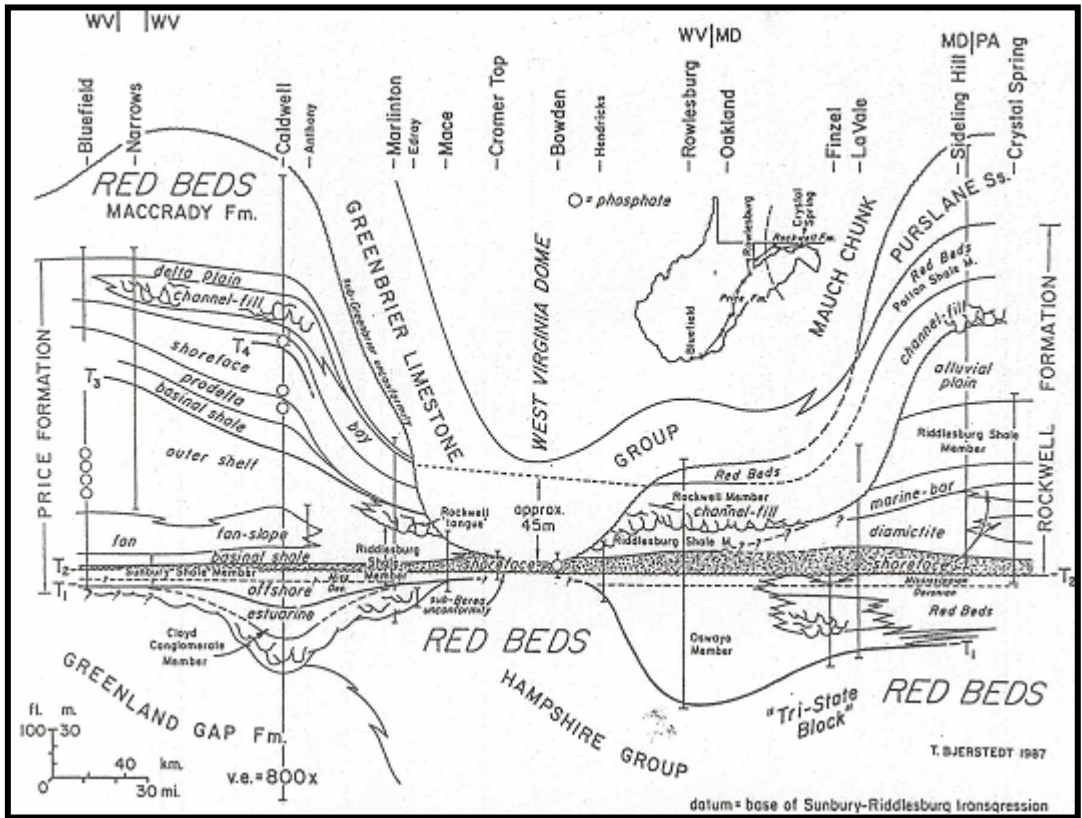 WV| |WV
WV|MD
MD|PA
Bluefield
Narrows
Caldwell
Anthony
Marlinton
Edray
Mace
Cromer Top
Bowden
Hendricks
Rowlesburg
Oakland
Finzel
LaVale
Sideling Hill
Crystal Spring
RED BEDS
MACCRADY Fm.
GREENBRIER LIMESTONE
sub-Greenbrier unconformity
WEST VIRGINIA DOME
○ = phosphate
Rowlesburg
Crystal Spring
Rockwell Fm.
Price Fm.
Bluefield
MAUCH CHUNK
GROUP
PURSLANE Ss.
Red Beds
Patton Shale M.
channel-fill
alluvial plain
Riddlesburg Shale Member
marine-bar
diamictite
ROCKWELL FORMATION
PRICE FORMATION
delta plain
channel-fill
T4
shoreface
T3
prodelta
basinal shale
bay
outer shelf
fan
fan-slope
basinal shale
T2
Sunbury Shale Member
T1
offshore
estuarine
Cloyd Conglomerate Member
Miss.
Dev.
Riddlesburg Shale Member
"Rockwell tongue"
sub-Berea unconformity
approx. 45m
shoreface
Red Beds
Rockwell Member
channel-fill
Riddlesburg Shale M.
shoreface
T2
Mississippian
Devonian
Red Beds
T1
Oswayo Member
RED BEDS
HAMPSHIRE GROUP
"Tri-State Block"
RED BEDS
GREENLAND GAP Fm.
ft. m.
100 30
0
40 km.
30 mi.
v.e.=800x
T. BJERSTEDT 1987
datum = base of Sunbury-Riddlesburg transgression